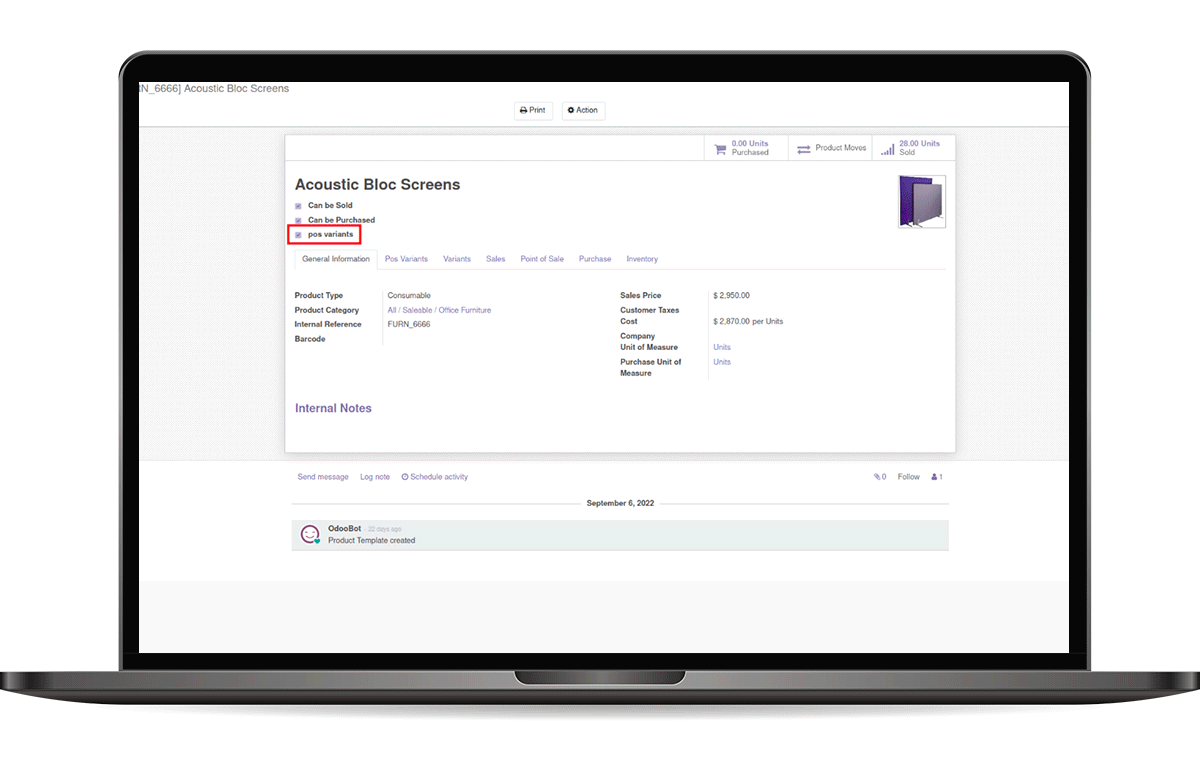 RN_6666] Acoustic Bloc Screens
Print Action
0.00 Units
Purchased
Product Moves
28.00 Units
Sold
Acoustic Bloc Screens
Can be Sold
Can be Purchased
pos variants
General Information Pos Variants Variants Sales Point of Sale Purchase Inventory
Product Type Consumable
Product Category All / Saleable / Office Furniture
Internal Reference FURN_6666
Barcode
Sales Price $ 2,950.00
Customer Taxes
Cost $ 2,870.00 per Units
Company
Unit of Measure Units
Purchase Unit of Units
Measure
Internal Notes
Send message Log note Schedule activity 0 Follow 1
September 6, 2022
OdooBot - 22 days ago
Product Template created